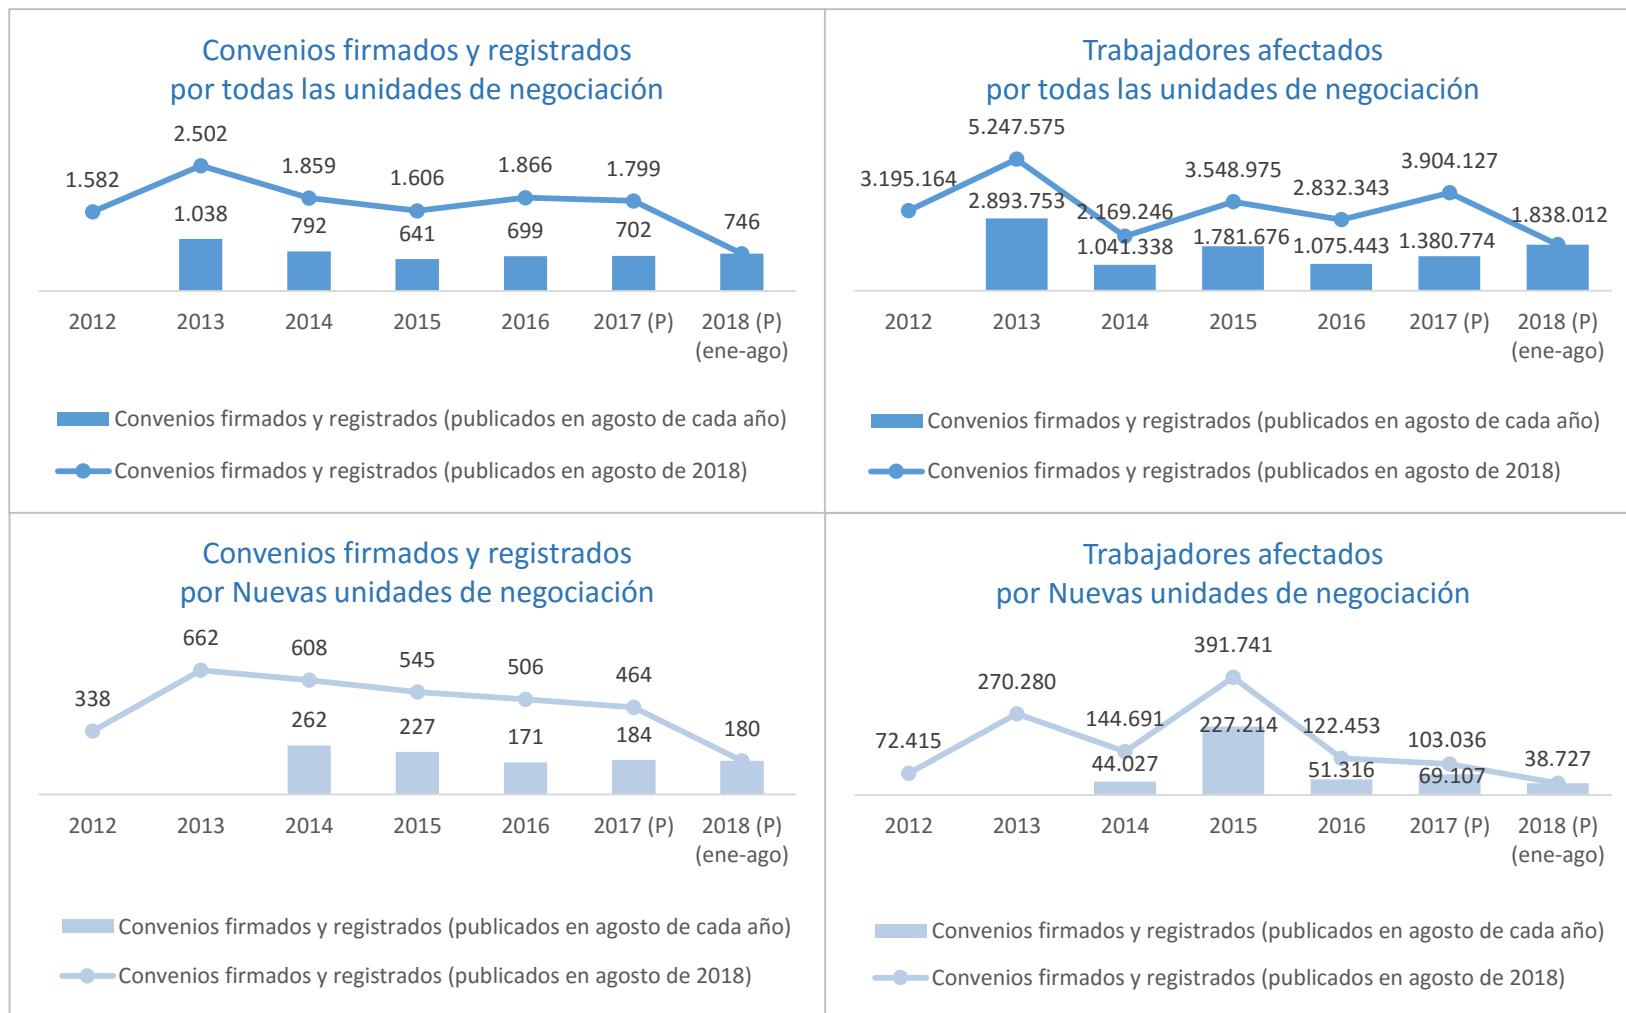 Convenios firmados y registrados
por todas las unidades de negociación
2.502
1.582
1.859
1.606
1.866
1.799
746
1.038
792
641
699
702
2012
2013
2014
2015
2016
2017 (P)
2018 (P)
(ene-ago)
Convenios firmados y registrados (publicados en agosto de cada año)
Convenios firmados y registrados (publicados en agosto de 2018)
Trabajadores afectados
por todas las unidades de negociación
5.247.575
3.195.164
2.169.246
3.548.975
2.832.343
3.904.127
1.838.012
2.893.753
1.041.338
1.781.676
1.075.443
1.380.774
2012
2013
2014
2015
2016
2017 (P)
2018 (P)
(ene-ago)
Convenios firmados y registrados (publicados en agosto de cada año)
Convenios firmados y registrados (publicados en agosto de 2018)
Convenios firmados y registrados
por Nuevas unidades de negociación
338
662
608
545
506
464
180
262
227
171
184
2012
2013
2014
2015
2016
2017 (P)
2018 (P)
(ene-ago)
Convenios firmados y registrados (publicados en agosto de cada año)
Convenios firmados y registrados (publicados en agosto de 2018)
Trabajadores afectados
por Nuevas unidades de negociación
72.415
270.280
144.691
391.741
122.453
103.036
38.727
44.027
227.214
51.316
69.107
2012
2013
2014
2015
2016
2017 (P)
2018 (P)
(ene-ago)
Convenios firmados y registrados (publicados en agosto de cada año)
Convenios firmados y registrados (publicados en agosto de 2018)